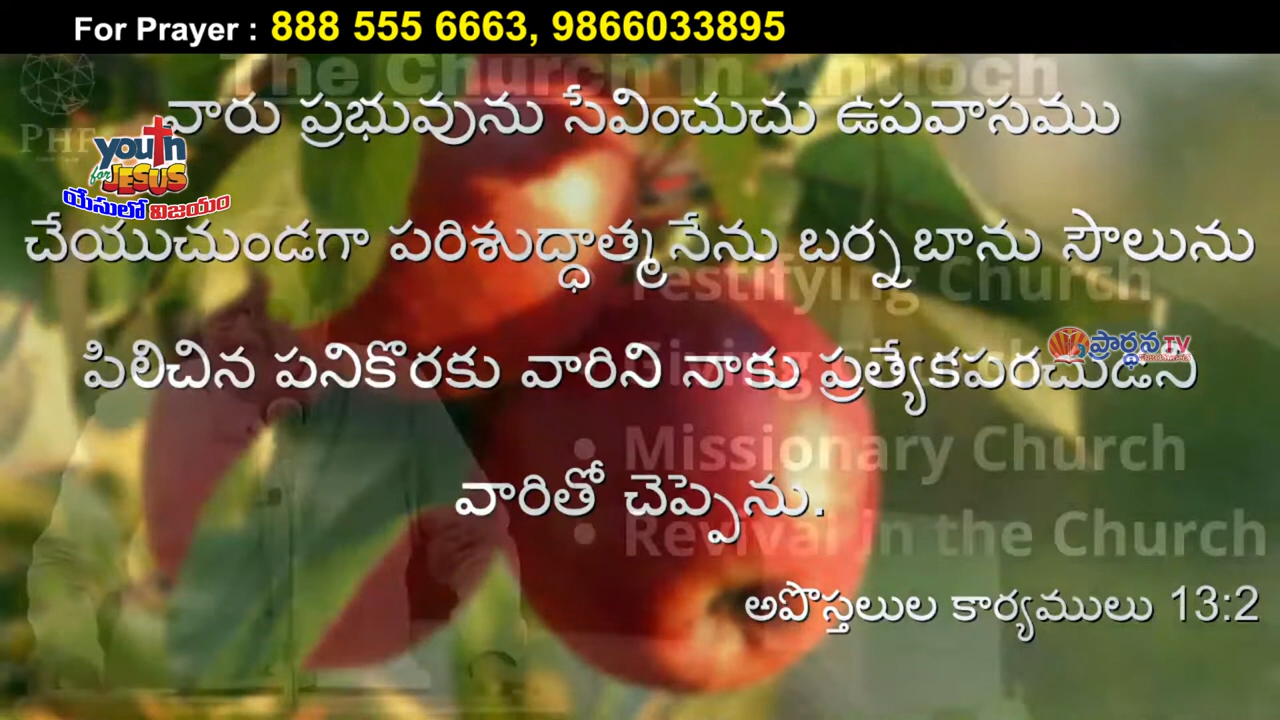 For Prayer : 888 555 6663, 9866033895
The Church in Antioch
PHF
వారు ప్రభువును సేవించుచు ఉపవాసము
youth
for JESUS
యేసులో విజయం
చేయుచుండగా పరిశుద్ధాత్మ నేను బర్నబాను సౌలును
Testifying Church
ప్రార్థన TV
పిలిచిన పనికొరకు వారిని నాకు ప్రత్యేకపరచుడని
Giving
• Missionary Church
వారితో చెప్పెను.
• Revival in the Church
అపొస్తలుల కార్యములు 13:2